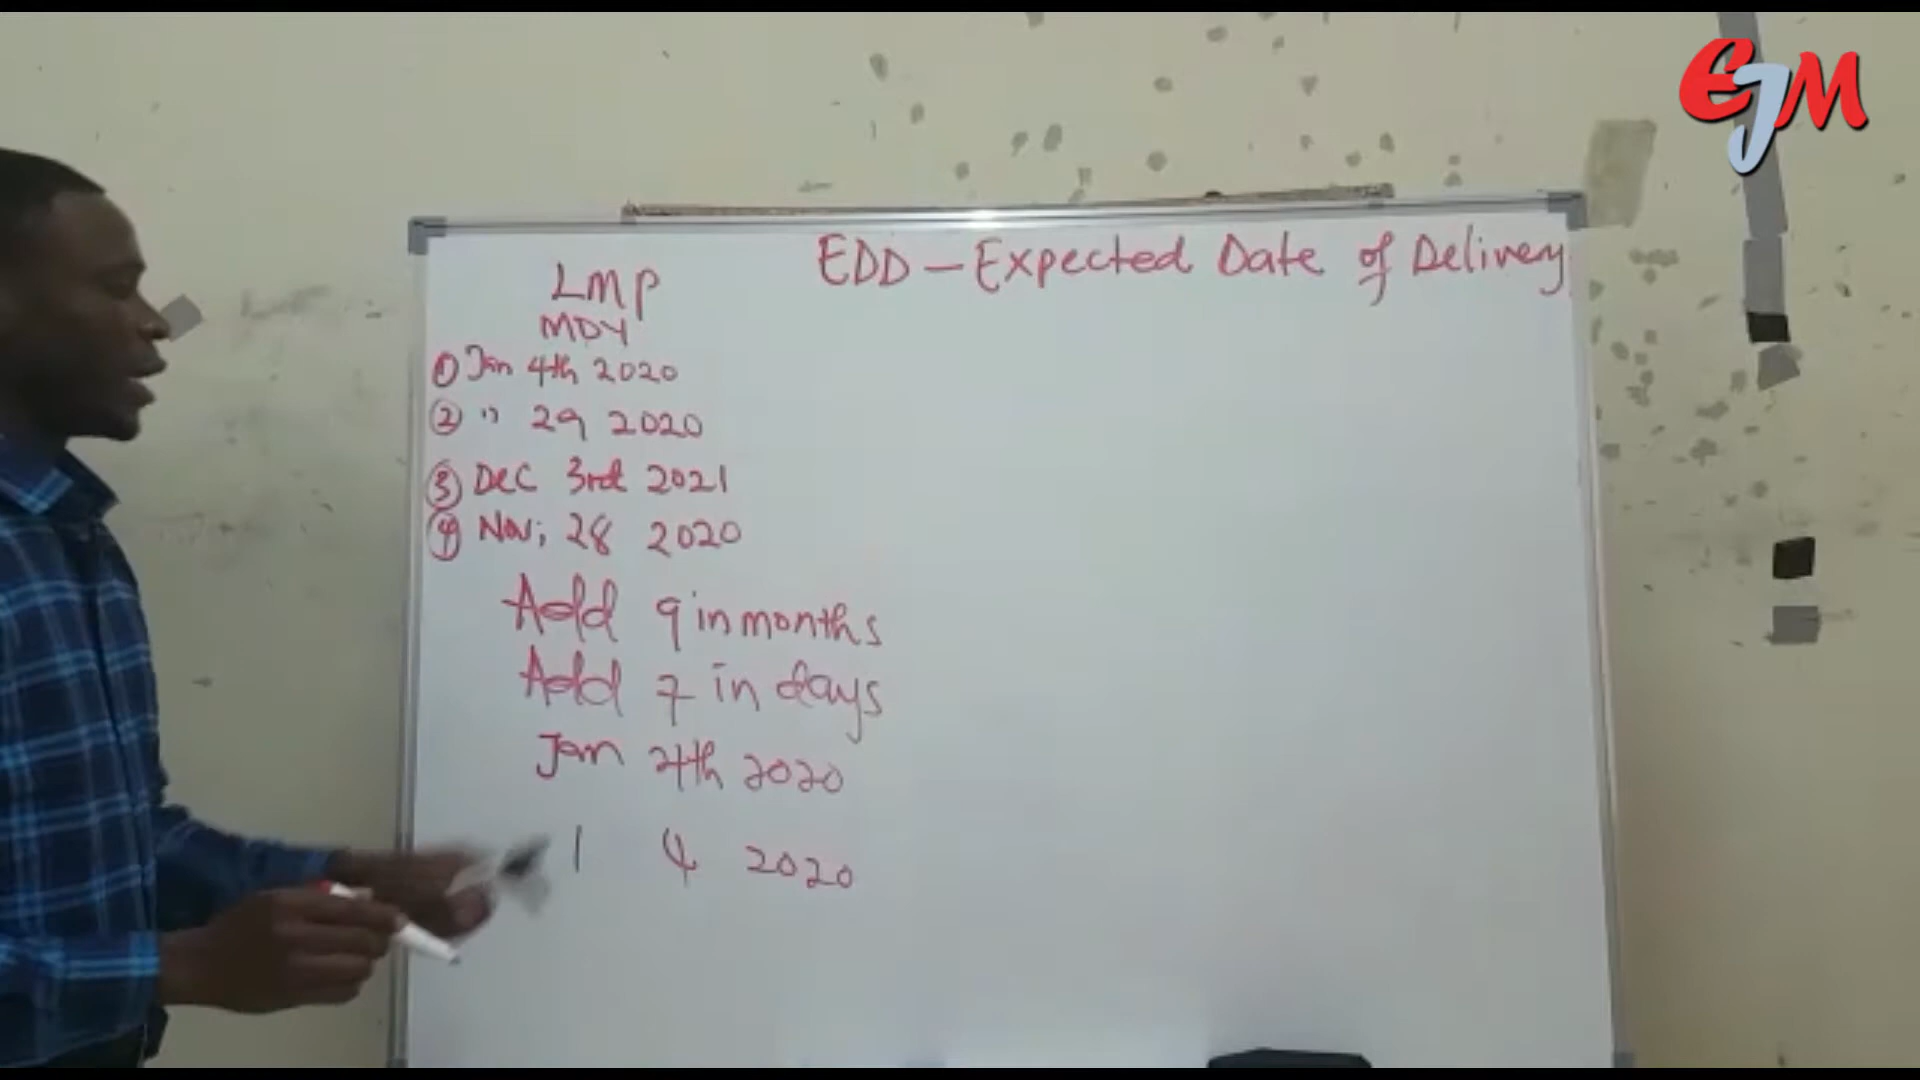 EJM
EDD - Expected Date of Delivery
LMP
MDY
① Jan 4th 2020
② " 29 2020
③ Dec 3rd 2021
④ Nov; 28 2020
Add 9 in months
Add 7 in days
Jan 4th 2020
1 4 2020